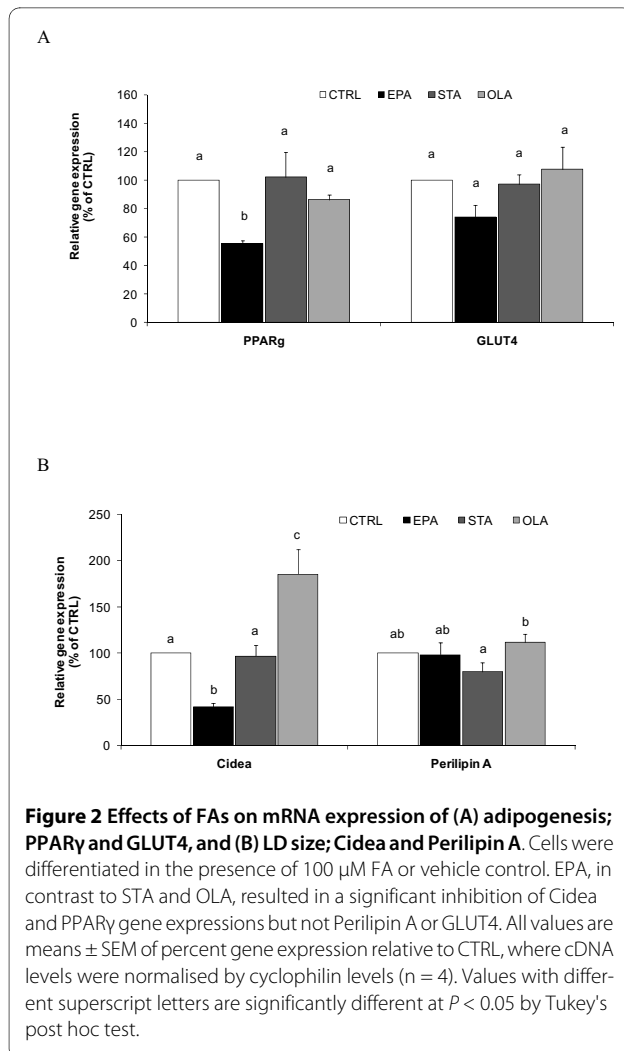 A
CTRL EPA STA OLA
160
140
120
100
80
60
40
20
0
Relative gene expression
(% of CTRL)
a
b
a
a
a
a
a
a
PPARg
GLUT4
B
CTRL EPA STA OLA
250
200
150
100
50
0
Relative gene expression
(% of CTRL)
a
b
a
c
ab
ab
a
b
Cidea
Perilipin A
Figure 2 Effects of FAs on mRNA expression of (A) adipogenesis;
PPARγ and GLUT4, and (B) LD size; Cidea and Perilipin A. Cells were
differentiated in the presence of 100 μM FA or vehicle control. EPA, in
contrast to STA and OLA, resulted in a significant inhibition of Cidea
and PPARγ gene expressions but not Perilipin A or GLUT4. All values are
means ± SEM of percent gene expression relative to CTRL, where cDNA
levels were normalised by cyclophilin levels (n = 4). Values with differ-
ent superscript letters are significantly different at P < 0.05 by Tukey's
post hoc test.